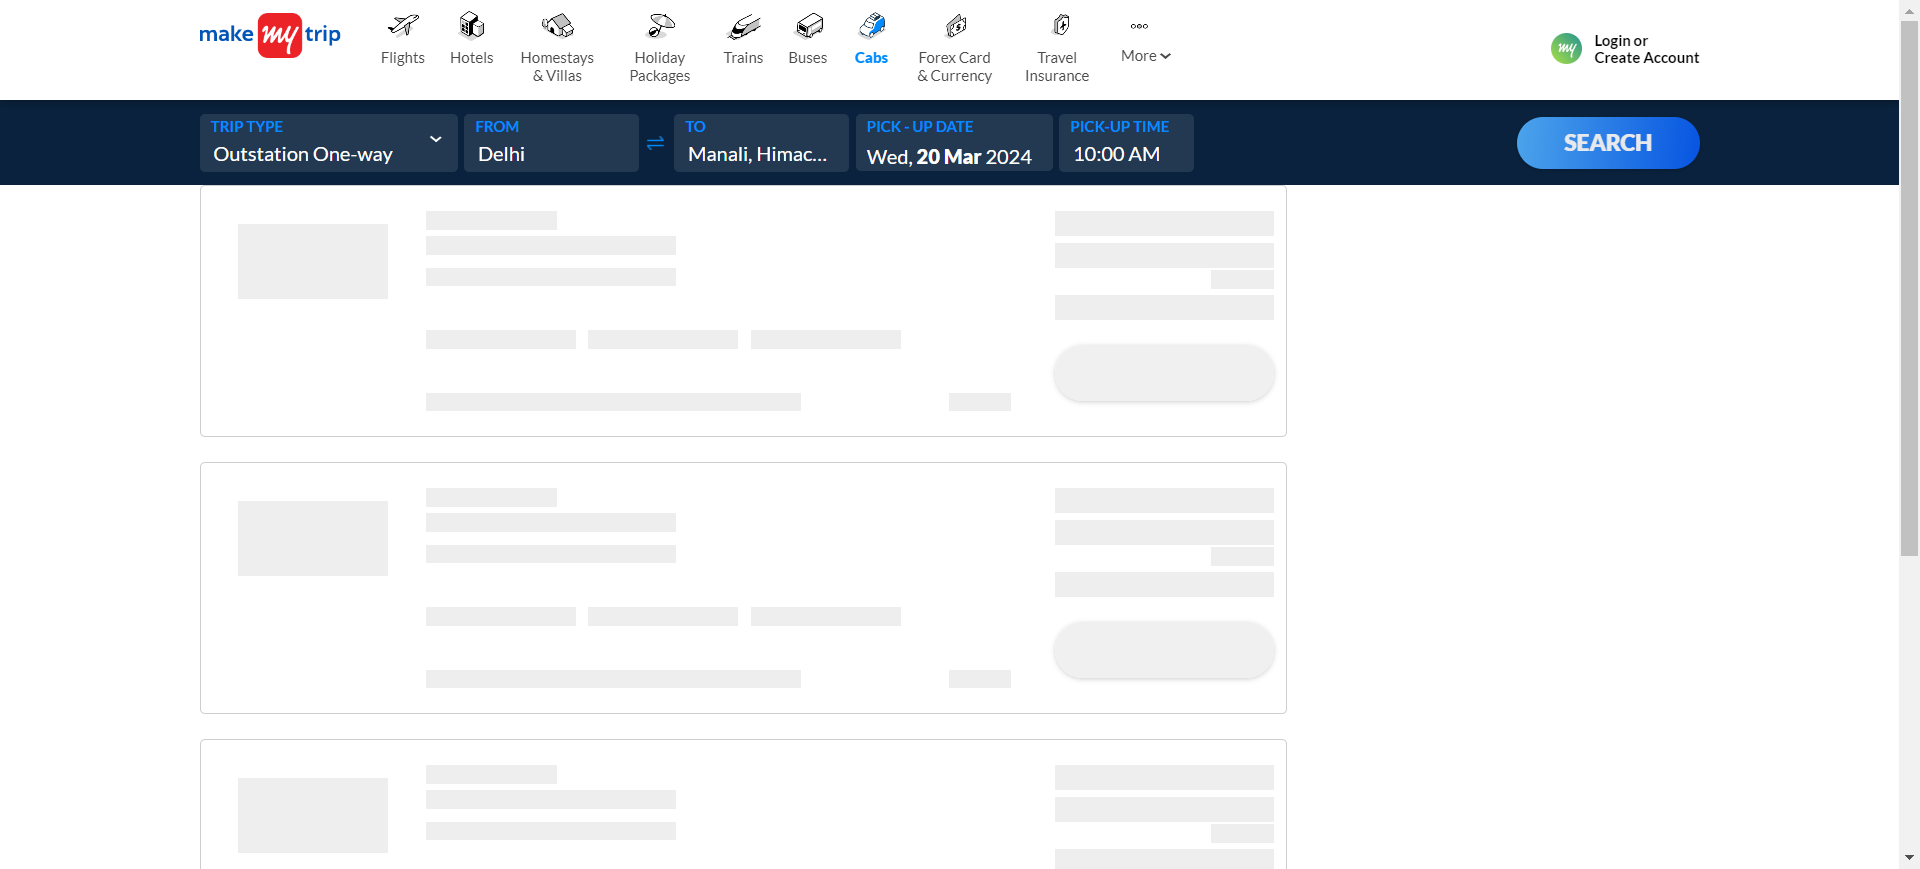 make my trip
Flights
Hotels
Homestays
& Villas
Holiday
Packages
Trains
Buses
Cabs
Forex Card
& Currency
Travel
Insurance
More
my
Login or
Create Account
TRIP TYPE
Outstation One-way
FROM
Delhi
TO
Manali, Himac...
PICK - UP DATE
Wed, 20 Mar 2024
PICK-UP TIME
10:00 AM
SEARCH